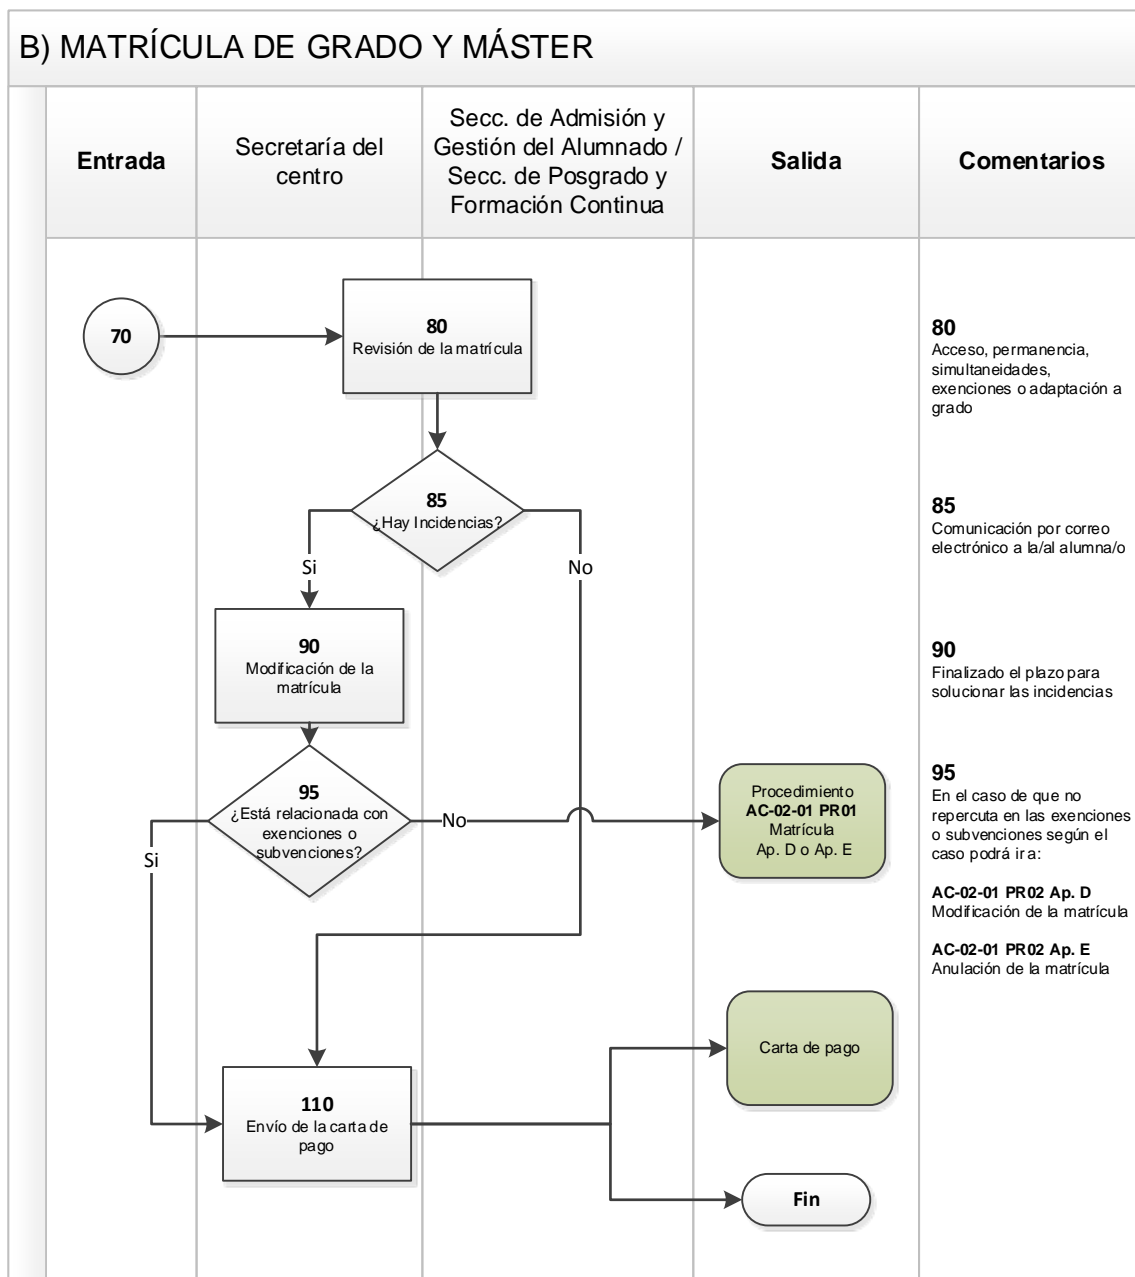 B) MATRÍCULA DE GRADO Y MÁSTER
Entrada
Secretaría del
centro
Secc. de Admisión y
Gestión del Alumnado /
Secc. de Posgrado y
Formación Continua
Salida
Comentarios
70
80
Revisión de la matrícula
85
¿Hay Incidencias?
Si
No
90
Modificación de la
matrícula
95
¿Está relacionada con
exenciones o
subvenciones?
No
Si
Procedimiento
AC-02-01 PR01
Matrícula
Ap. D o Ap. E
110
Envío de la carta de
pago
Carta de pago
Fin
80
Acceso, permanencia,
simultaneidades,
exenciones o adaptación a
grado
85
Comunicación por correo
electrónico a la/al alumna/o
90
Finalizado el plazo para
solucionar las incidencias
95
En el caso de que no
repercuta en las exenciones
o subvenciones según el
caso podrá ir a:
AC-02-01 PR02 Ap. D
Modificación de la matrícula
AC-02-01 PR02 Ap. E
Anulación de la matrícula